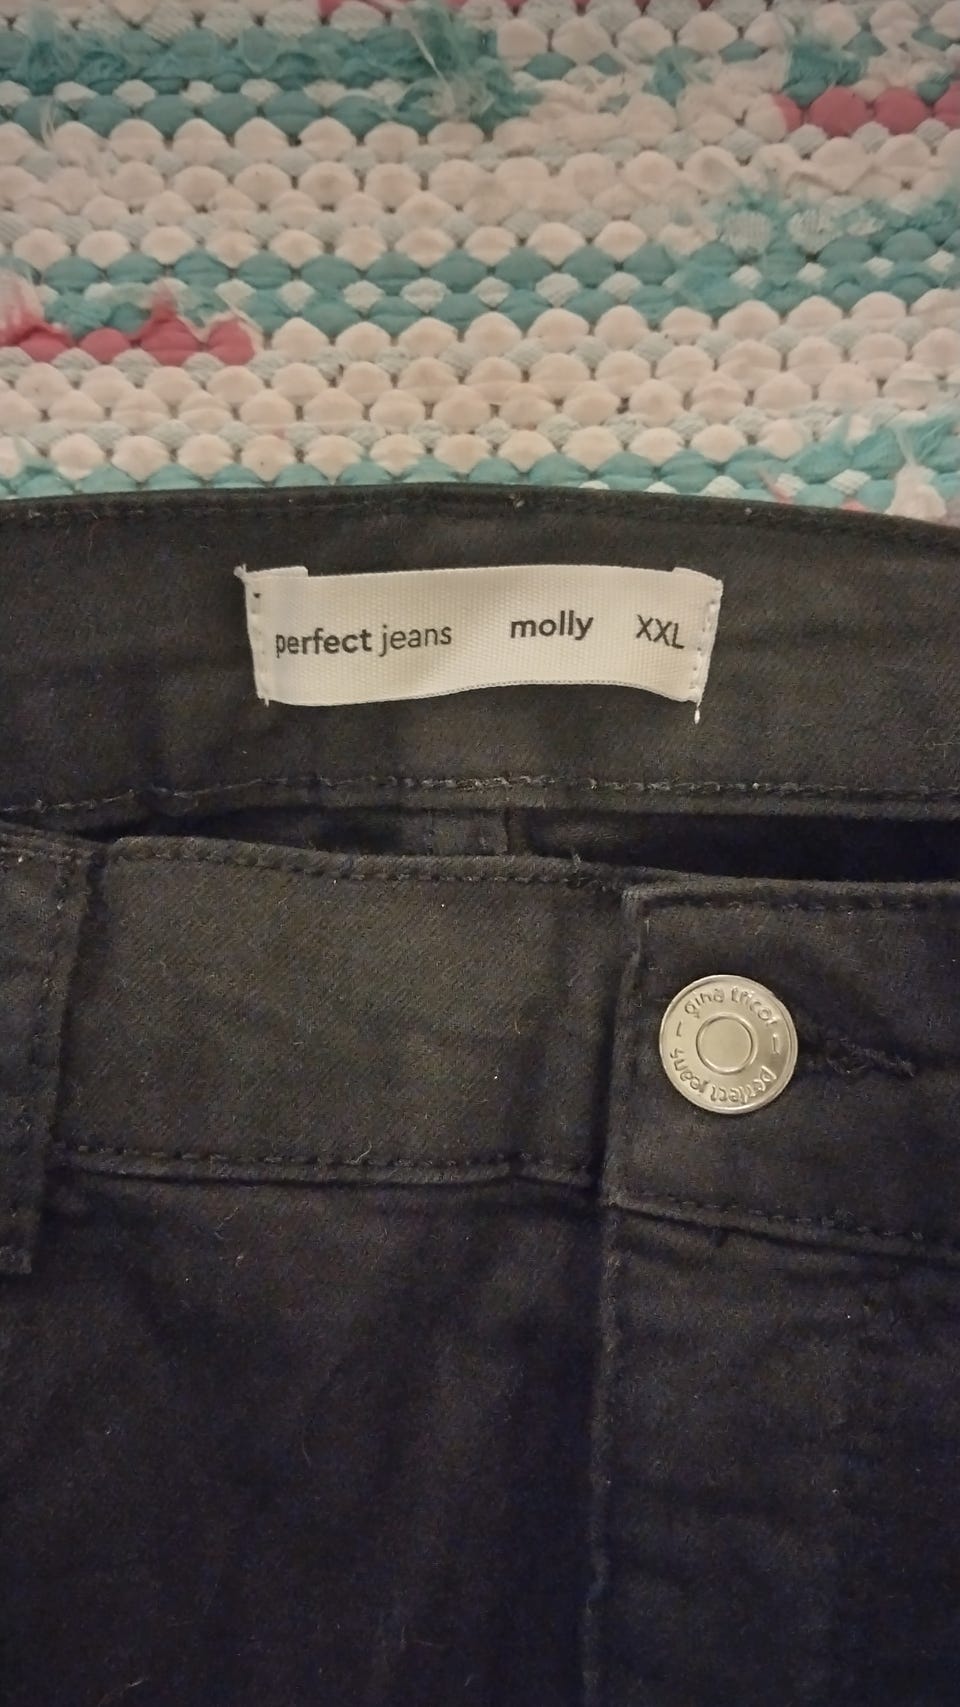 perfect jeans molly XXL
gina tricot – perfect jeans –